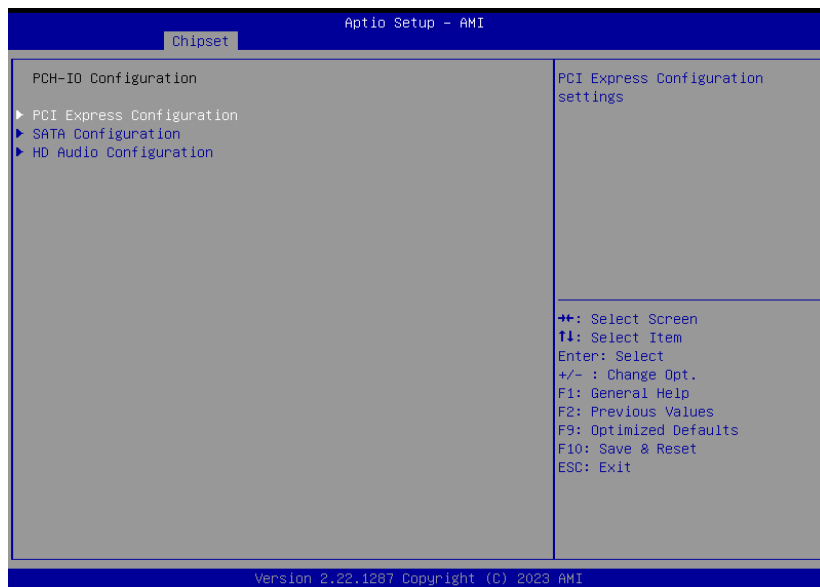 Aptio Setup – AMI
Chipset
PCH-IO Configuration
PCI Express Configuration
SATA Configuration
HD Audio Configuration
PCI Express Configuration
settings
→←: Select Screen
↑↓: Select Item
Enter: Select
+/- : Change Opt.
F1: General Help
F2: Previous Values
F9: Optimized Defaults
F10: Save & Reset
ESC: Exit
Version 2.22.1287 Copyright (C) 2023 AMI